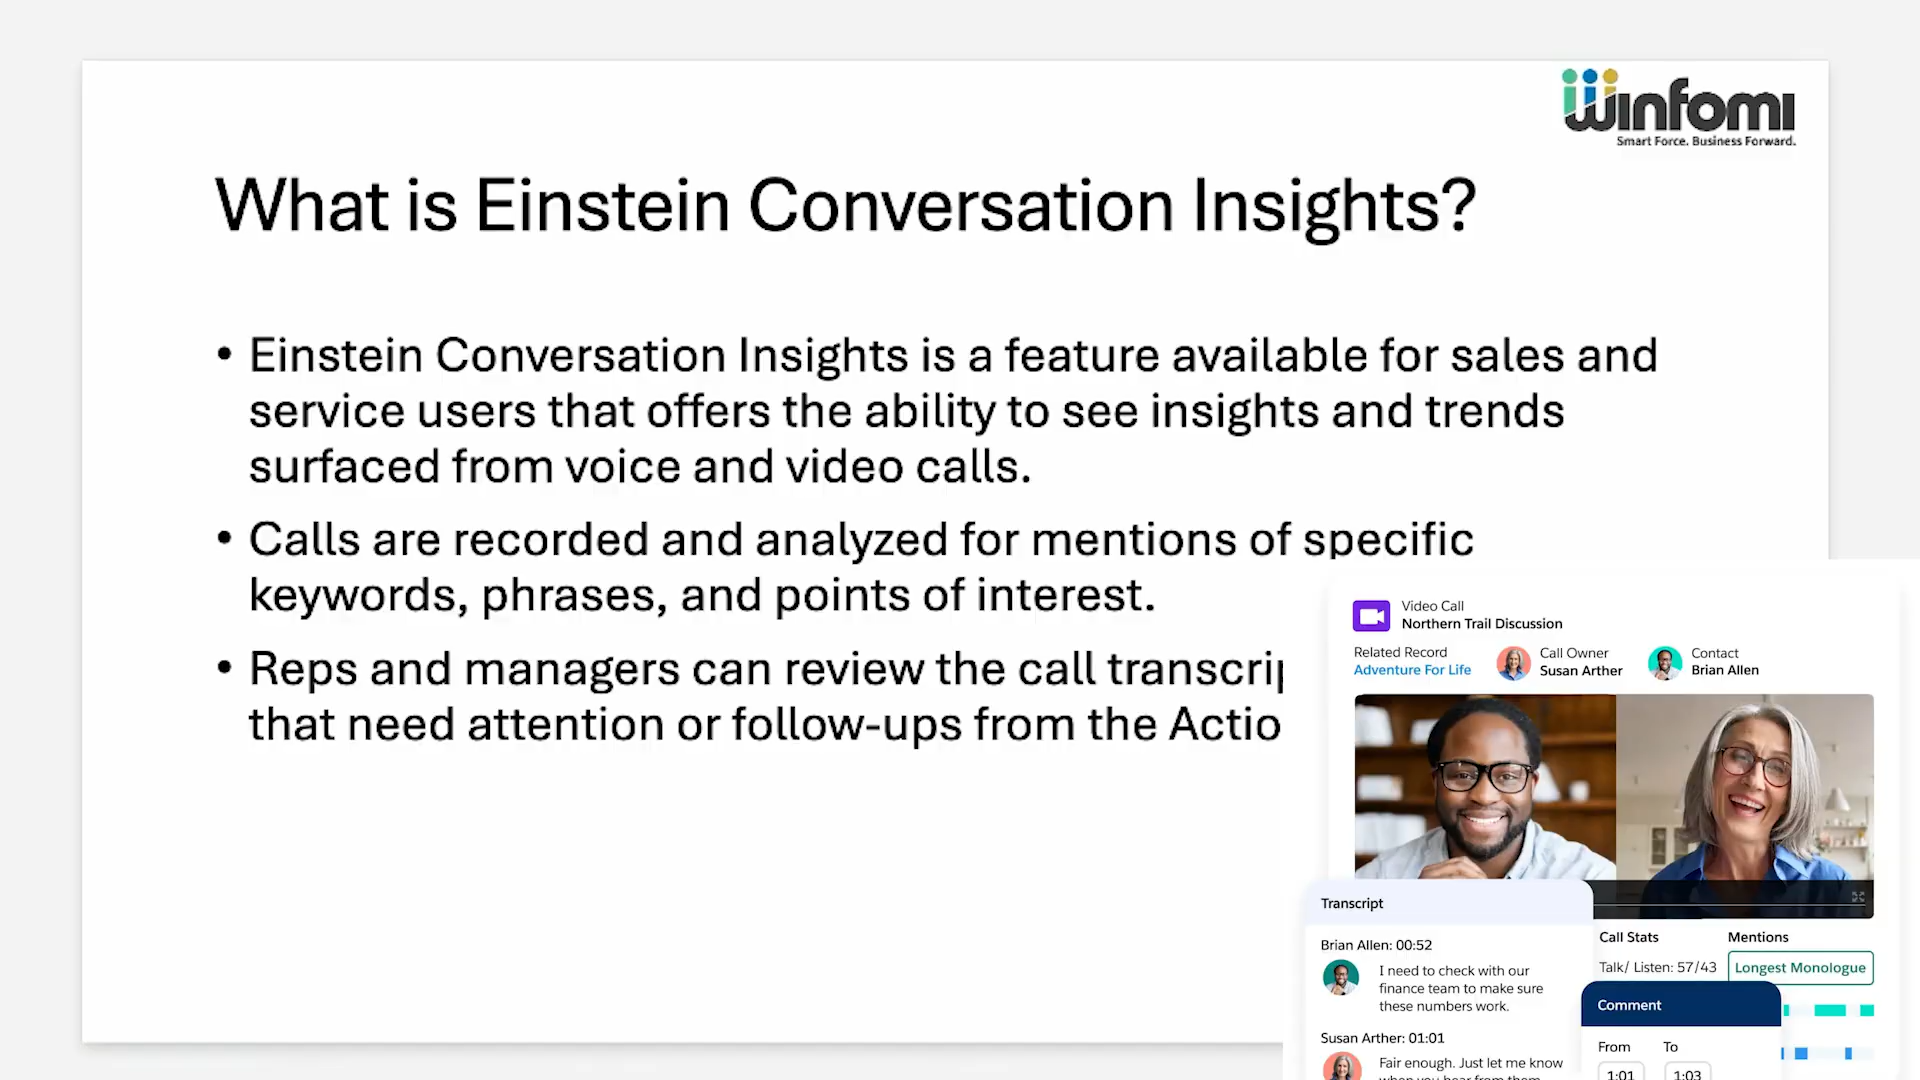 winfomi
Smart Force. Business Forward.
What is Einstein Conversation Insights?
• Einstein Conversation Insights is a feature available for sales and
service users that offers the ability to see insights and trends
surfaced from voice and video calls.
• Calls are recorded and analyzed for mentions of specific
keywords, phrases, and points of interest.
• Reps and managers can review the call
that need attention or follow-ups from the
Video Call
Northern Trail Discussion
Related Record
Adventure For Life
Call Owner
Susan Arther
Contact
Brian Allen
Transcript
Brian Allen: 00:52
I need to check with our
finance team to make sure
these numbers work.
Susan Arther: 01:01
Fair enough. Just let me know
Call Stats
Talk/ Listen: 57/43
Mentions
Longest Monologue
Comment
From
To
1:01
1:03